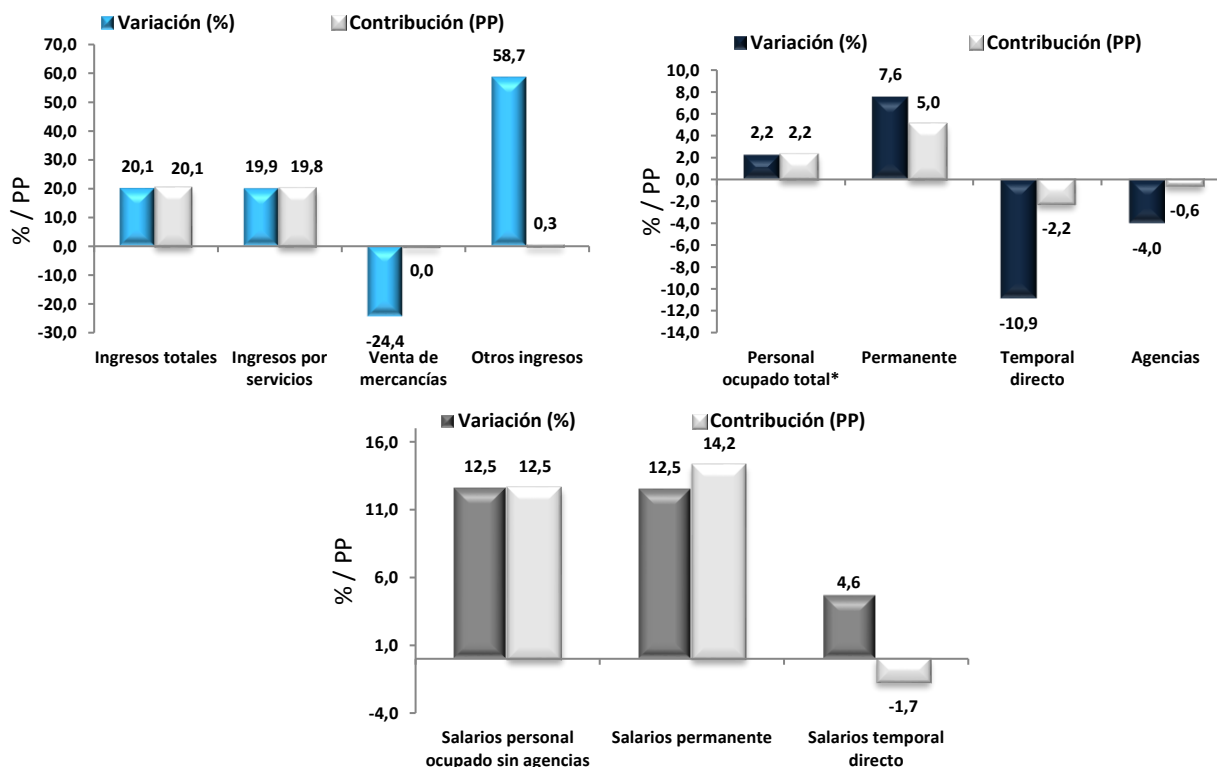 Variación (%)
Contribución (PP)
% / PP
70,0
60,0
50,0
40,0
30,0
20,0
10,0
0,0
-10,0
-20,0
-30,0
20,1
20,1
19,9
19,8
-24,4
0,0
58,7
0,3
Ingresos totales
Ingresos por
servicios
Venta de
mercancías
Otros ingresos
Variación (%)
Contribución (PP)
% / PP
10,0
8,0
6,0
4,0
2,0
0,0
-2,0
-4,0
-6,0
-8,0
-10,0
-12,0
-14,0
2,2
2,2
7,6
5,0
-10,9
-2,2
-4,0
-0,6
Personal
ocupado total*
Permanente
Temporal
directo
Agencias
Variación (%)
Contribución (PP)
% / PP
16,0
11,0
6,0
1,0
-4,0
12,5
12,5
12,5
14,2
4,6
-1,7
Salarios personal
ocupado sin agencias
Salarios permanente
Salarios temporal
directo